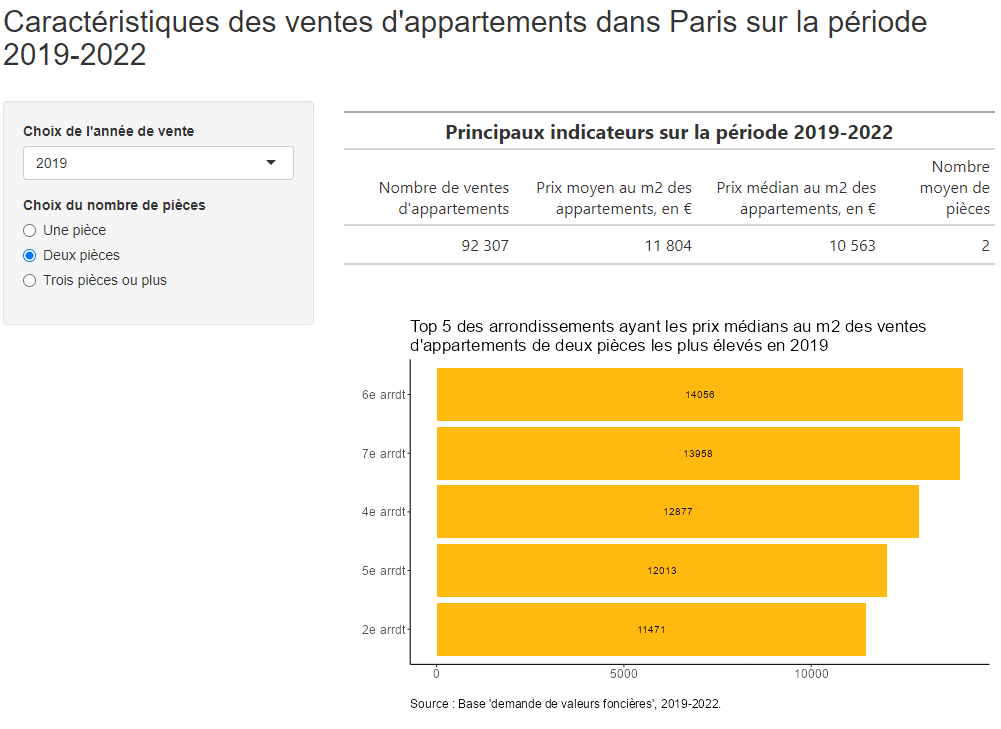 Caractéristiques des ventes d'appartements dans Paris sur la période
2019-2022
Choix de l'année de vente
2019
Choix du nombre de pièces
Une pièce
Deux pièces
Trois pièces ou plus
Principaux indicateurs sur la période 2019-2022
Nombre de ventes
d'appartements
Prix moyen au m2 des
appartements, en €
Prix médian au m2 des
appartements, en €
Nombre
moyen de
pièces
92 307
11 804
10 563
2
Top 5 des arrondissements ayant les prix médians au m2 des ventes
d'appartements de deux pièces les plus élevés en 2019
6e arrdt
14056
7e arrdt
13958
4e arrdt
12877
5e arrdt
12013
2e arrdt
11471
0
5000
10000
Source : Base 'demande de valeurs foncières', 2019-2022.